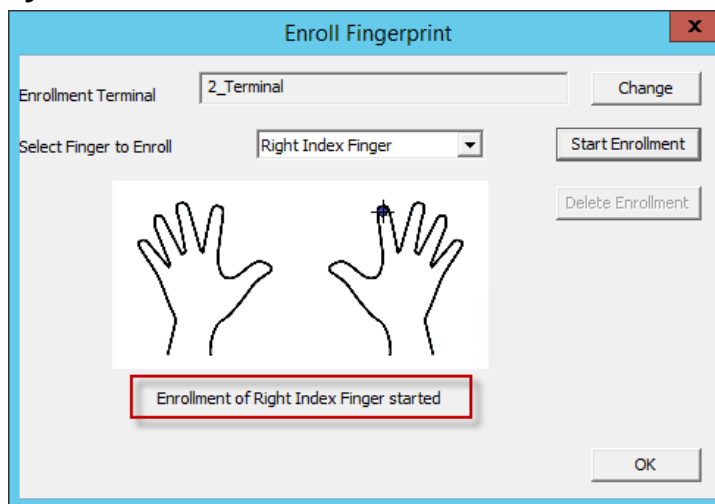 Enroll Fingerprint
x
Enrollment Terminal 2_Terminal Change
Select Finger to Enroll Right Index Finger Start Enrollment
Delete Enrollment
Enrollment of Right Index Finger started
OK